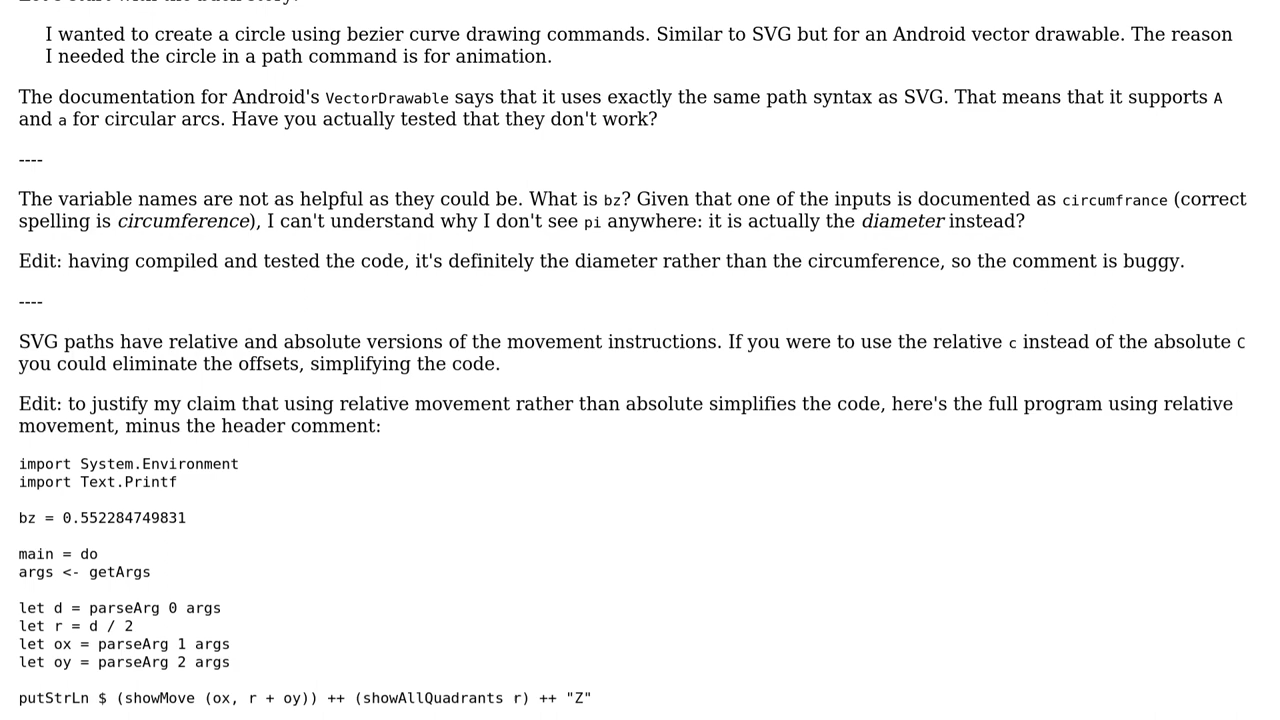 I wanted to create a circle using bezier curve drawing commands. Similar to SVG but for an Android vector drawable. The reason
I needed the circle in a path command is for animation.
The documentation for Android's VectorDrawable says that it uses exactly the same path syntax as SVG. That means that it supports A
and a for circular arcs. Have you actually tested that they don't work?
----
The variable names are not as helpful as they could be. What is bz? Given that one of the inputs is documented as circumfrance (correct
spelling is circumference), I can't understand why I don't see pi anywhere: it is actually the diameter instead?
Edit: having compiled and tested the code, it's definitely the diameter rather than the circumference, so the comment is buggy.
----
SVG paths have relative and absolute versions of the movement instructions. If you were to use the relative c instead of the absolute C
you could eliminate the offsets, simplifying the code.
Edit: to justify my claim that using relative movement rather than absolute simplifies the code, here's the full program using relative
movement, minus the header comment:
import System.Environment
import Text.Printf
bz = 0.552284749831
main = do
args <- getArgs
let d = parseArg 0 args
let r = d / 2
let ox = parseArg 1 args
let oy = parseArg 2 args
putStrLn $ (showMove (ox, r + oy)) ++ (showAllQuadrants r) ++ "Z"